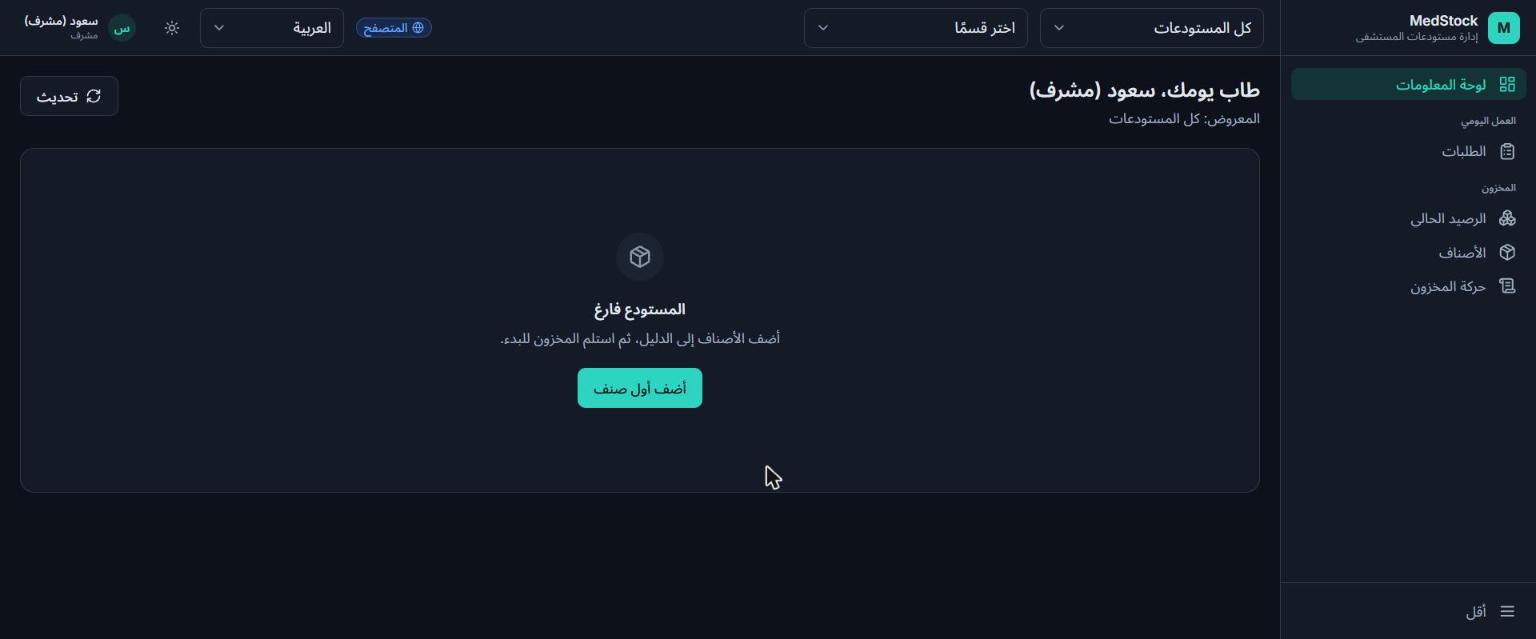 MedStock
M
إدارة مستودعات المستشفى
كل المستودعات
اختر قسمًا
المتصفح
العربية
س
سعود (مشرف)
مشرف
لوحة المعلومات
العمل اليومي
الطلبات
المخزون
الرصيد الحالي
الأصناف
حركة المخزون
أقل
طاب يومك، سعود (مشرف)
المعروض: كل المستودعات
تحديث
المستودع فارغ
أضف الأصناف إلى الدليل، ثم استلم المخزون للبدء.
أضف أول صنف